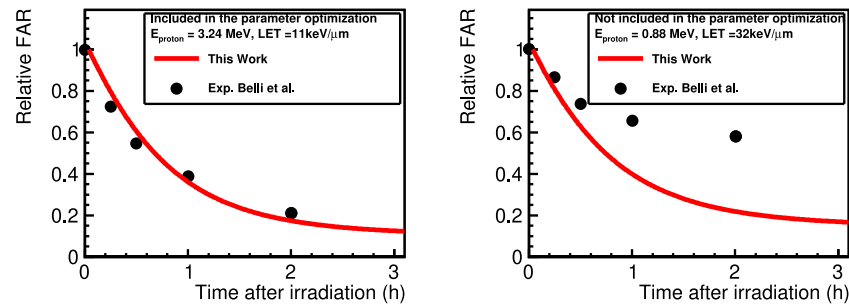 Included in the parameter optimization
E_proton = 3.24 MeV, LET =11keV/μm
This Work
Exp. Belli et al.
Relative FAR
1
0.8
0.6
0.4
0.2
0
0 1 2 3
Time after irradiation (h)
Not included in the parameter optimization
E_proton = 0.88 MeV, LET =32keV/μm
This Work
Exp. Belli et al.
Relative FAR
1
0.8
0.6
0.4
0.2
0
0 1 2 3
Time after irradiation (h)